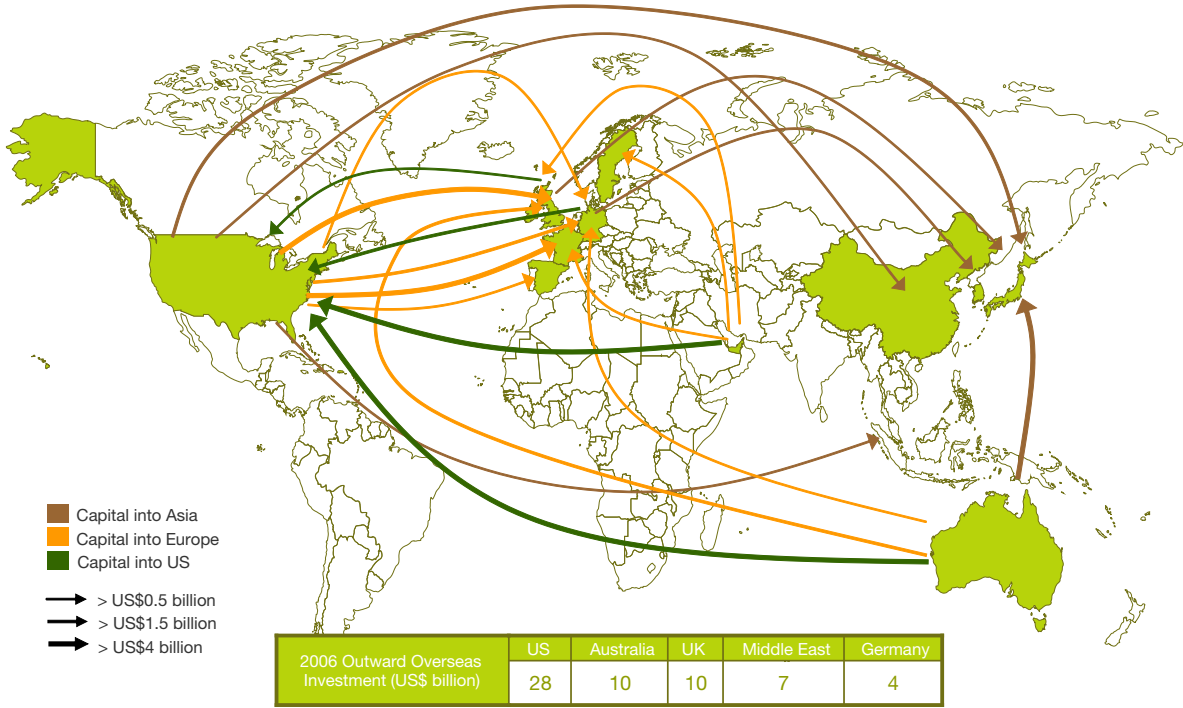 Capital into Asia
Capital into Europe
Capital into US
> US$0.5 billion
> US$1.5 billion
> US$4 billion
2006 Outward Overseas
Investment (US$ billion)
US Australia UK Middle East Germany
28 10 10 7 4